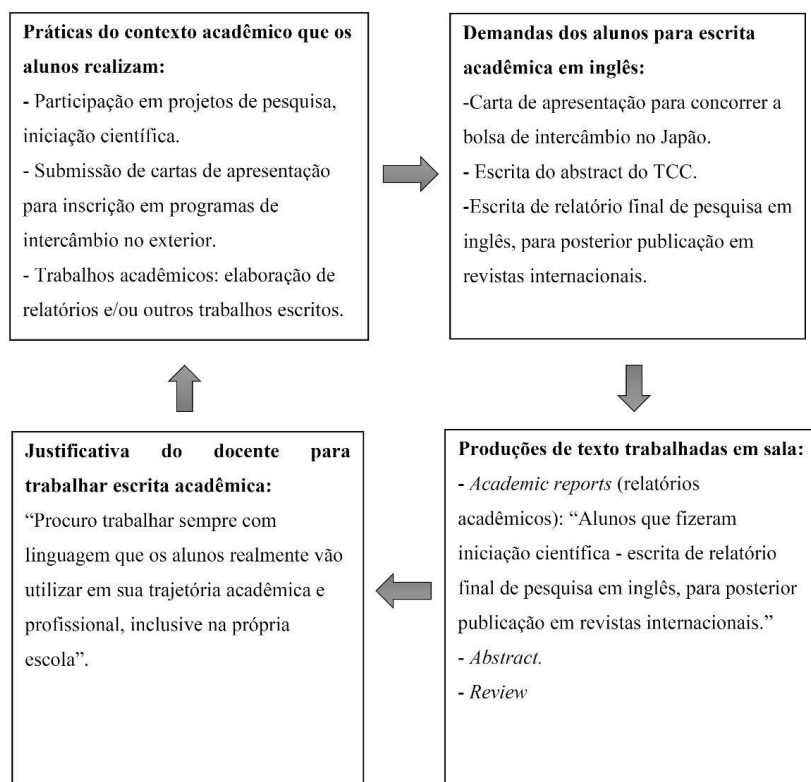 Práticas do contexto acadêmico que os
alunos realizam:
- Participação em projetos de pesquisa,
iniciação científica.
- Submissão de cartas de apresentação
para inscrição em programas de
intercâmbio no exterior.
- Trabalhos acadêmicos: elaboração de
relatórios e/ou outros trabalhos escritos.
Demandas dos alunos para escrita
acadêmica em inglês:
-Carta de apresentação para concorrer a
bolsa de intercâmbio no Japão.
- Escrita do abstract do TCC.
-Escrita de relatório final de pesquisa em
inglês, para posterior publicação em
revistas internacionais.
Justificativa do docente para
trabalhar escrita acadêmica:
“Procuro trabalhar sempre com
linguagem que os alunos realmente vão
utilizar em sua trajetória acadêmica e
profissional, inclusive na própria
escola”.
Produções de texto trabalhadas em sala:
- Academic reports (relatórios
acadêmicos): “Alunos que fizeram
iniciação científica - escrita de relatório
final de pesquisa em inglês, para posterior
publicação em revistas internacionais.”
- Abstract.
- Review